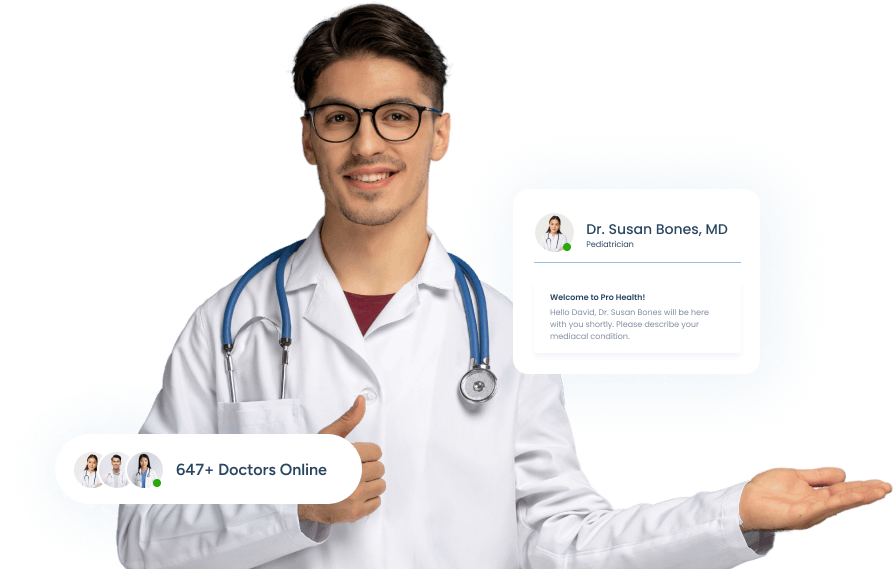 Dr. Susan Bones, MD
Pediatrician
Welcome to Pro Health!
Hello David, Dr. Susan Bones will be here
with you shortly. Please describe your
mediacal condition.
647+ Doctors Online